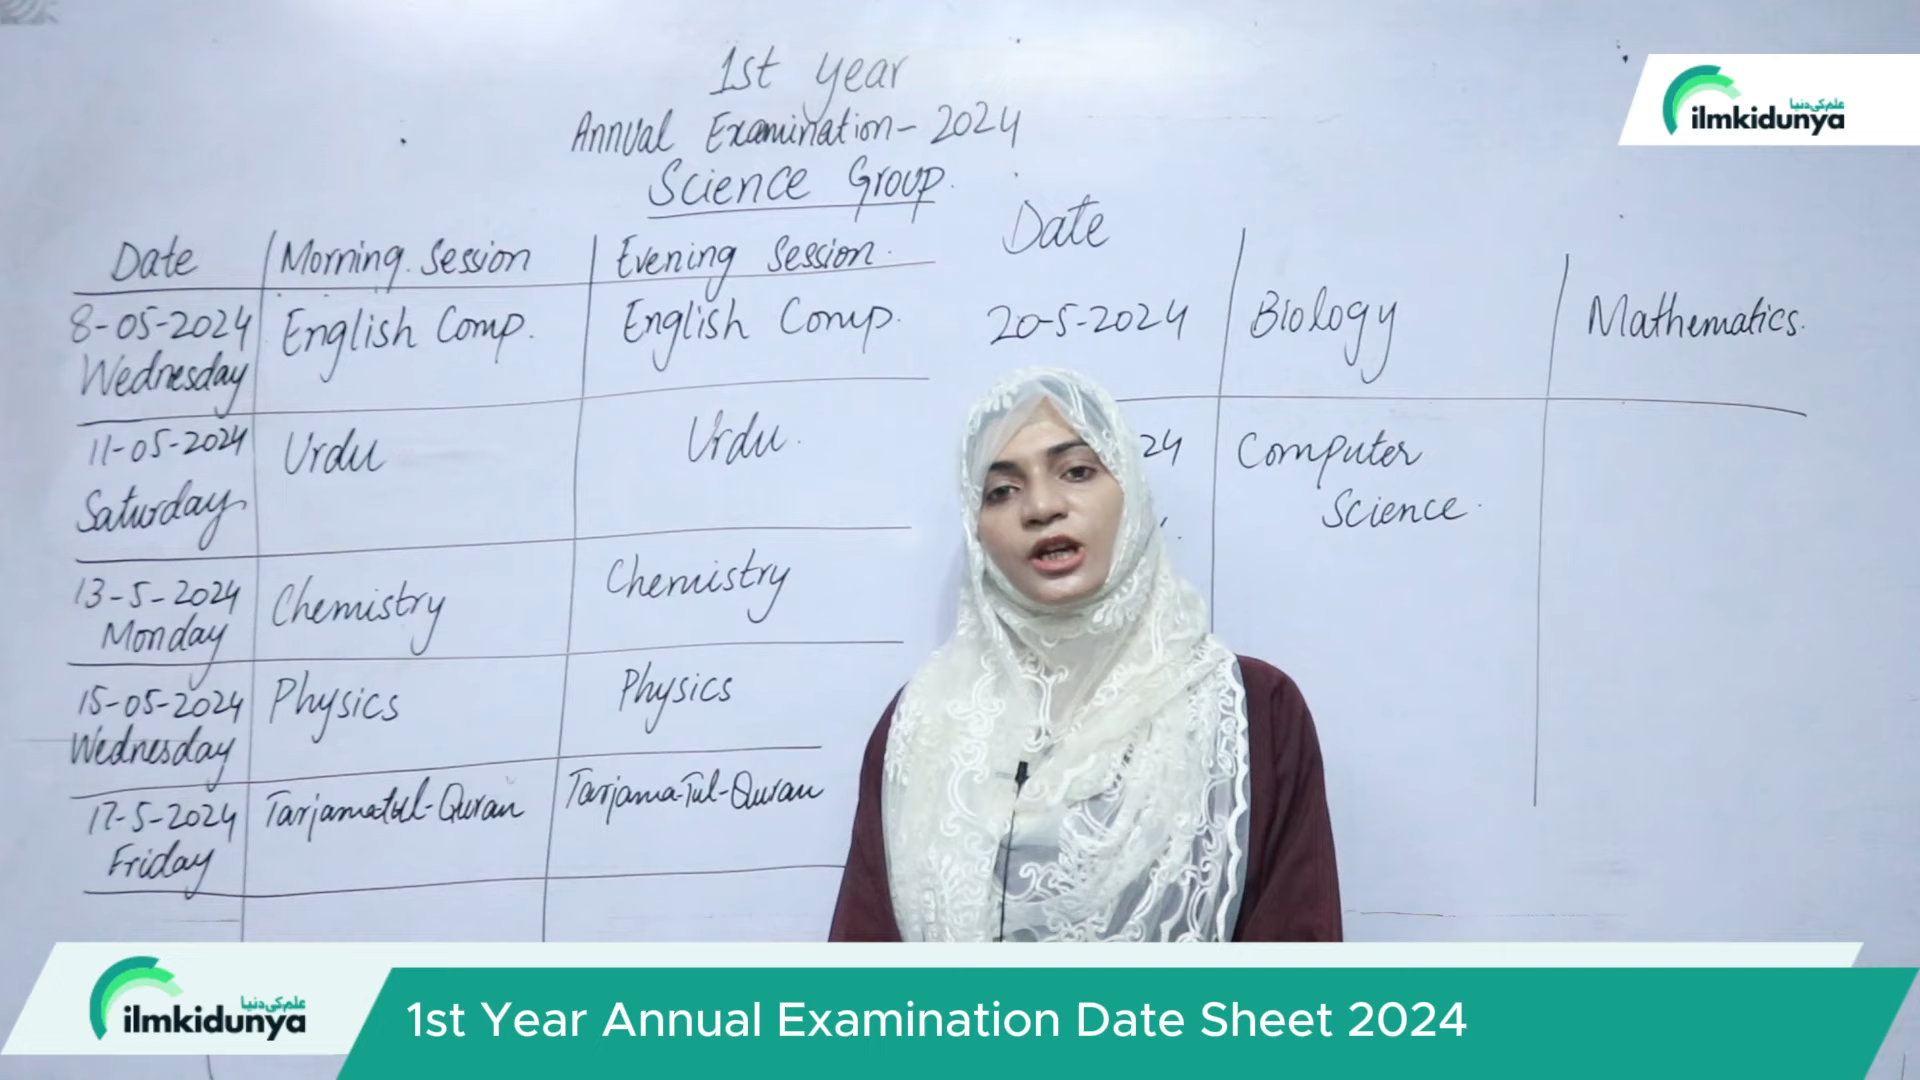 1st year
Annual Examination-2024
Science Group.
علم کی دنیا
ilmkidunya
Date Morning. Session Evening Session.
8-05-2024 English Comp. English Comp.
Wednesday
11-05-2024 Urdu Urdu.
Saturday
13-5-2024 Chemistry Chemistry
Monday
15-05-2024 Physics Physics
Wednesday
17-5-2024 Tarjamatul-Quran Tarjama-Tul-Quran
Friday
Date
20-5-2024 Biology Mathematics.
24 Computer
Science.
علم کی دنیا
ilmkidunya
1st Year Annual Examination Date Sheet 2024